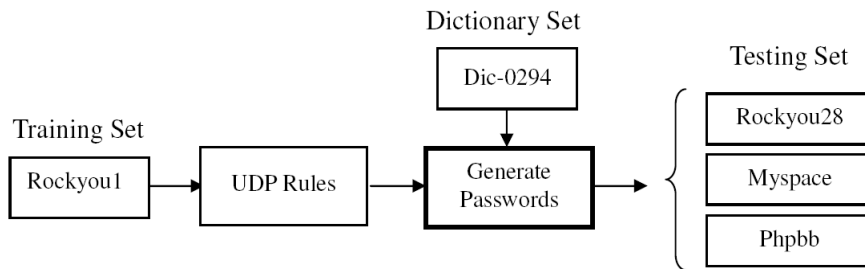 Dictionary Set
Dic-0294
Testing Set
Rockyou28
Myspace
Phpbb
Training Set
Rockyou1
UDP Rules
Generate
Passwords